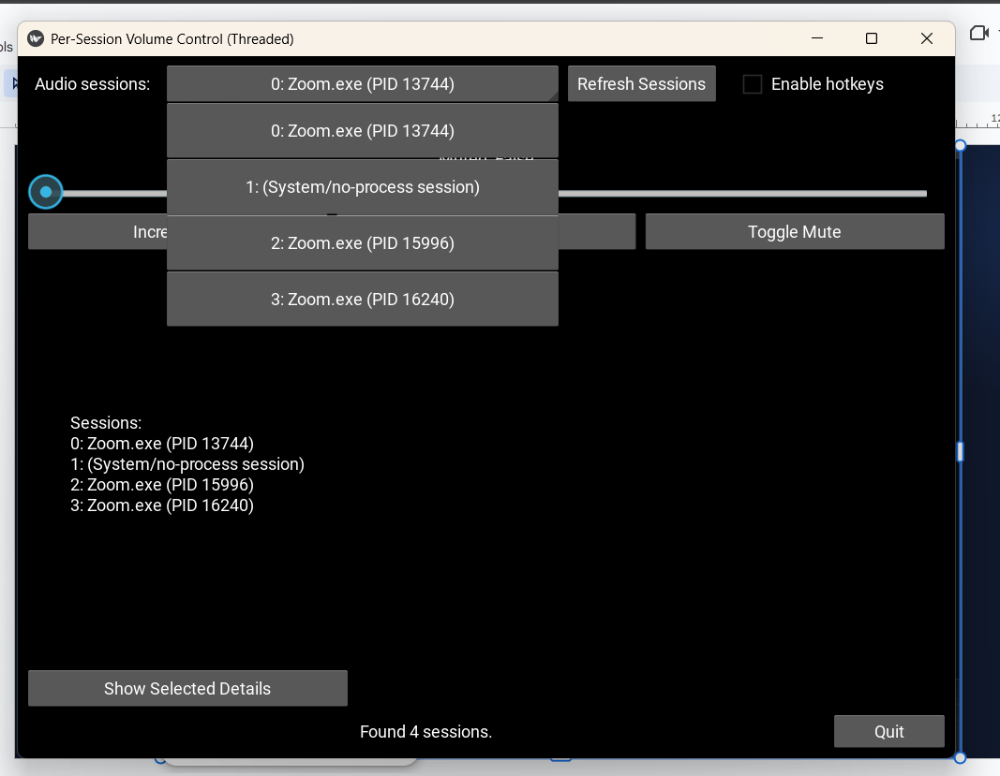 Per-Session Volume Control (Threaded)
ols
Audio sessions:
0: Zoom.exe (PID 13744)
Refresh Sessions
Enable hotkeys
0: Zoom.exe (PID 13744)
1: (System/no-process session)
2: Zoom.exe (PID 15996)
3: Zoom.exe (PID 16240)
Incre
Toggle Mute
Sessions:
0: Zoom.exe (PID 13744)
1: (System/no-process session)
2: Zoom.exe (PID 15996)
3: Zoom.exe (PID 16240)
Show Selected Details
Found 4 sessions.
Quit